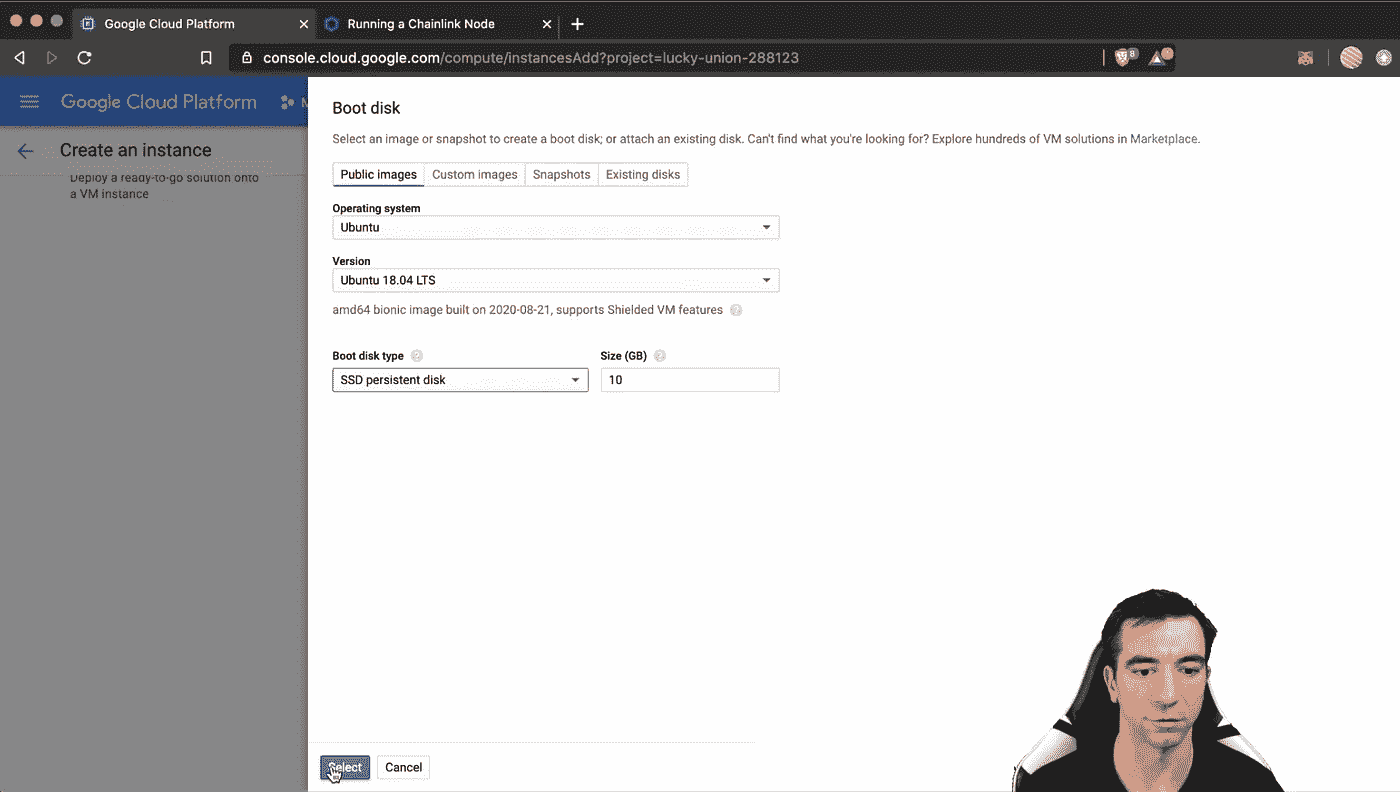 Google Cloud Platform
Running a Chainlink Node
console.cloud.google.com/compute/instancesAdd?project=lucky-union-288123
8
Google Cloud Platform
Create an instance
Deploy a ready-to-go solution onto
a VM instance
Boot disk
Select an image or snapshot to create a boot disk; or attach an existing disk. Can't find what you're looking for? Explore hundreds of VM solutions in Marketplace.
Public images Custom images Snapshots Existing disks
Operating system
Ubuntu
Version
Ubuntu 18.04 LTS
amd64 bionic image built on 2020-08-21, supports Shielded VM features ?
Boot disk type ? Size (GB) ?
SSD persistent disk 10
Select Cancel